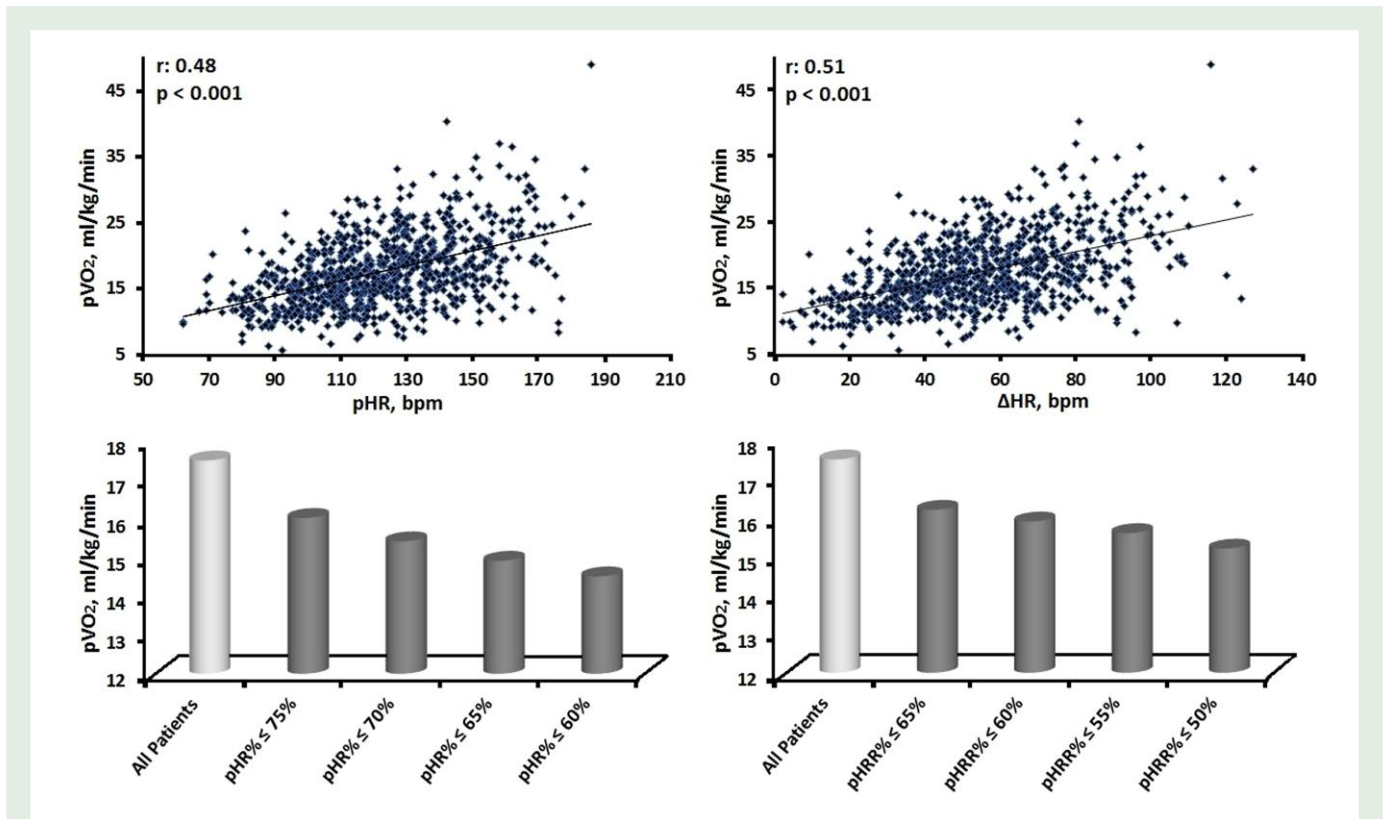 r: 0.48
p < 0.001
pVO₂, ml/kg/min
45
35
25
15
5
50 70 90 110 130 150 170 190 210
pHR, bpm
r: 0.51
p < 0.001
pVO₂, ml/kg/min
45
35
25
15
5
0 20 40 60 80 100 120 140
ΔHR, bpm
pVO₂, ml/kg/min
18
17
16
15
14
13
12
All Patients
pHR% ≤ 75%
pHR% ≤ 70%
pHR% ≤ 65%
pHR% ≤ 60%
pVO₂, ml/kg/min
18
17
16
15
14
13
12
All Patients
pHRR% ≤ 65%
pHRR% ≤ 60%
pHRR% ≤ 55%
pHRR% ≤ 50%